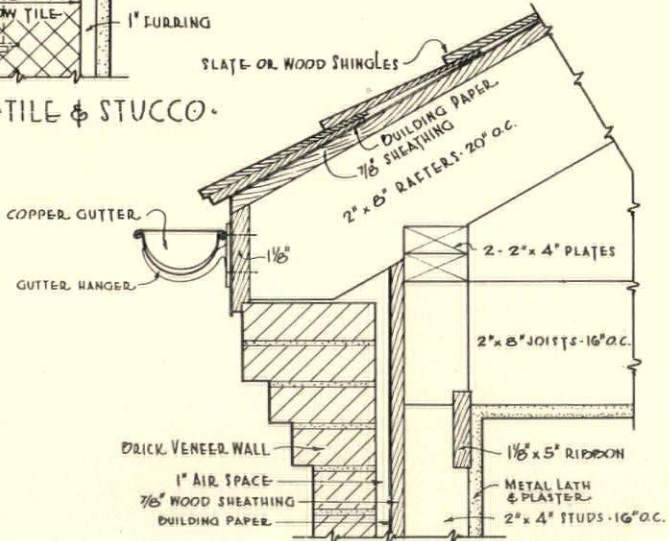 OW TILE
1" FURRING
TILE & STUCCO.
SLATE OR WOOD SHINGLES
BUILDING PAPER
7/8" SHEATHING
2" x 8" RAFTERS - 20" O.C.
COPPER GUTTER
1 1/8"
GUTTER HANGER
2 - 2" x 4" PLATES
2" x 8" JOISTS - 16" O.C.
BRICK VENEER WALL
1" AIR SPACE
7/8" WOOD SHEATHING
BUILDING PAPER
1 1/8" x 5" RIBBON
METAL LATH
& PLASTER
2" x 4" STUDS - 16" O.C.